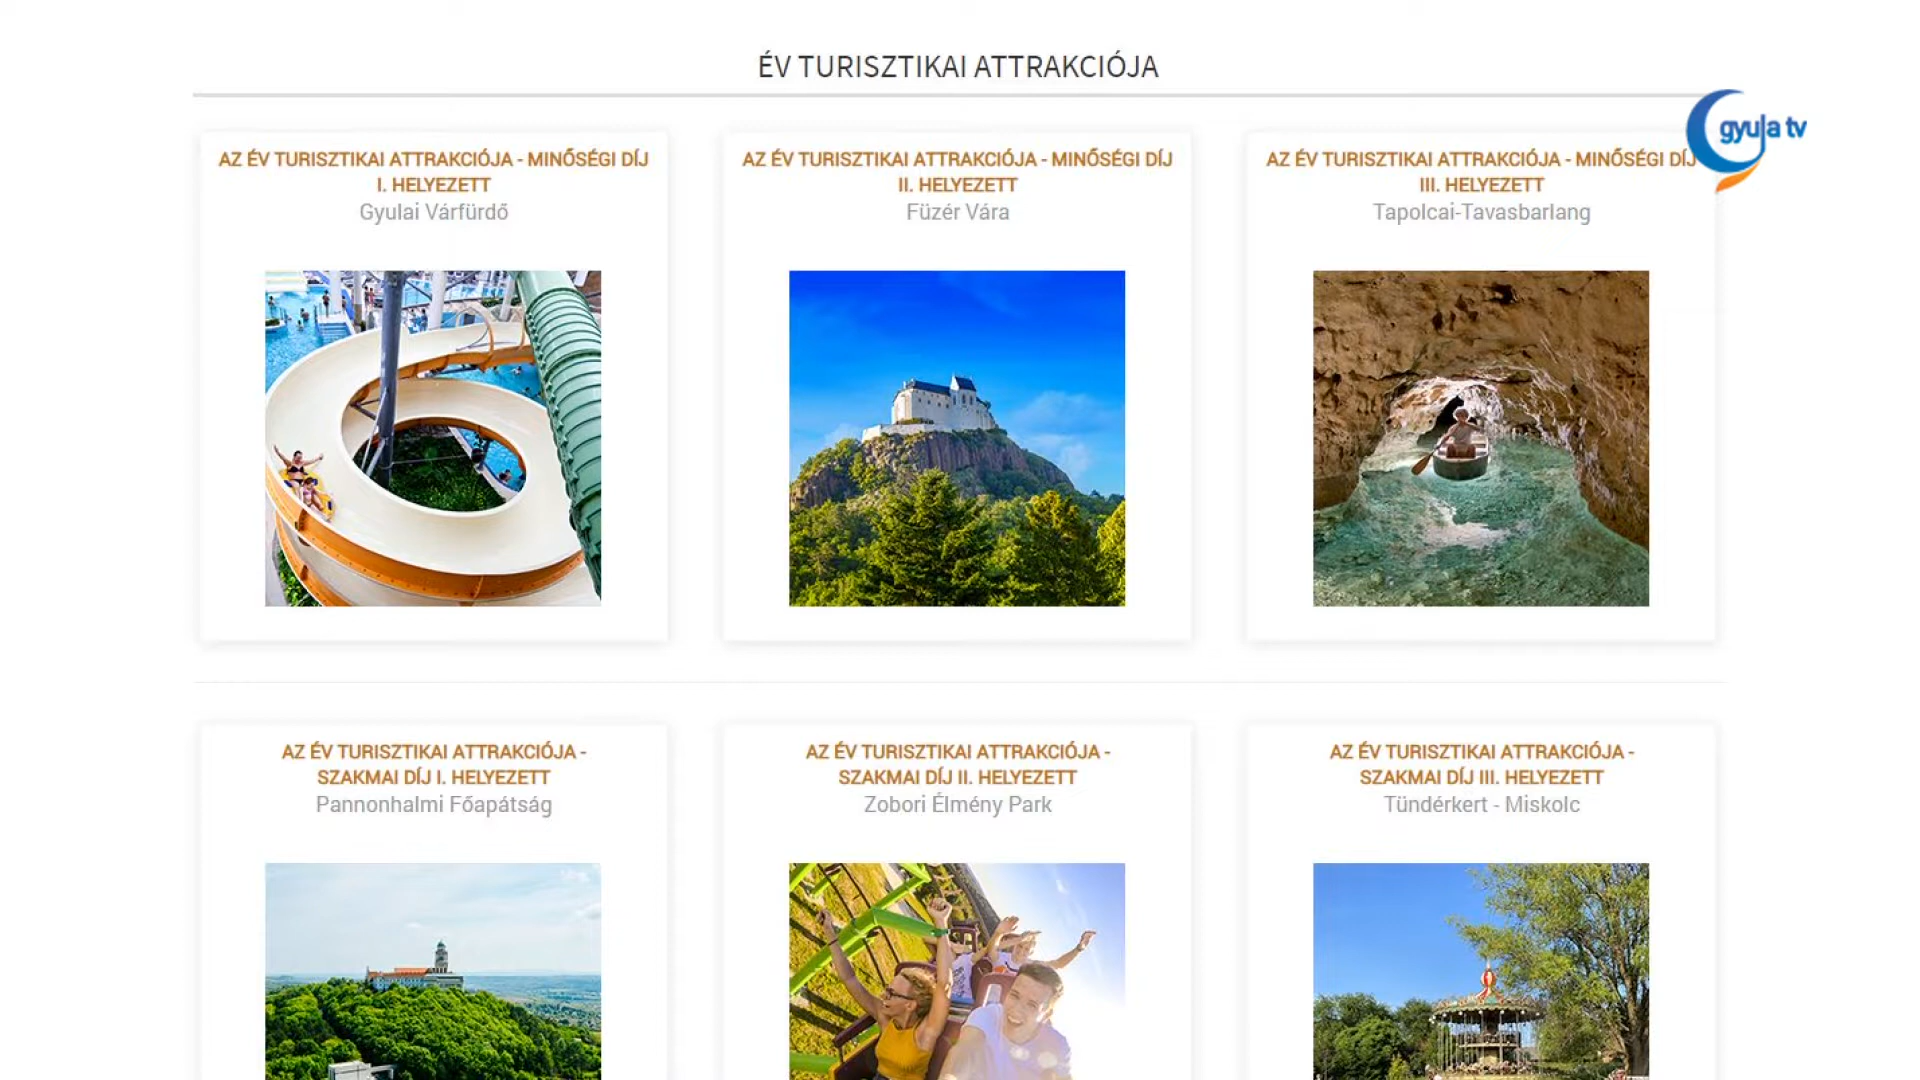 ÉV TURISZTIKAI ATTRAKCIÓJA
gyula tv
AZ ÉV TURISZTIKAI ATTRAKCIÓJA - MINŐSÉGI DÍJ
I. HELYEZETT
Gyulai Várfürdő
AZ ÉV TURISZTIKAI ATTRAKCIÓJA - MINŐSÉGI DÍJ
II. HELYEZETT
Füzér Vára
AZ ÉV TURISZTIKAI ATTRAKCIÓJA - MINŐSÉGI DÍJ
III. HELYEZETT
Tapolcai-Tavasbarlang
AZ ÉV TURISZTIKAI ATTRAKCIÓJA -
SZAKMAI DÍJ I. HELYEZETT
Pannonhalmi Főapátság
AZ ÉV TURISZTIKAI ATTRAKCIÓJA -
SZAKMAI DÍJ II. HELYEZETT
Zobori Élmény Park
AZ ÉV TURISZTIKAI ATTRAKCIÓJA -
SZAKMAI DÍJ III. HELYEZETT
Tündérkert - Miskolc